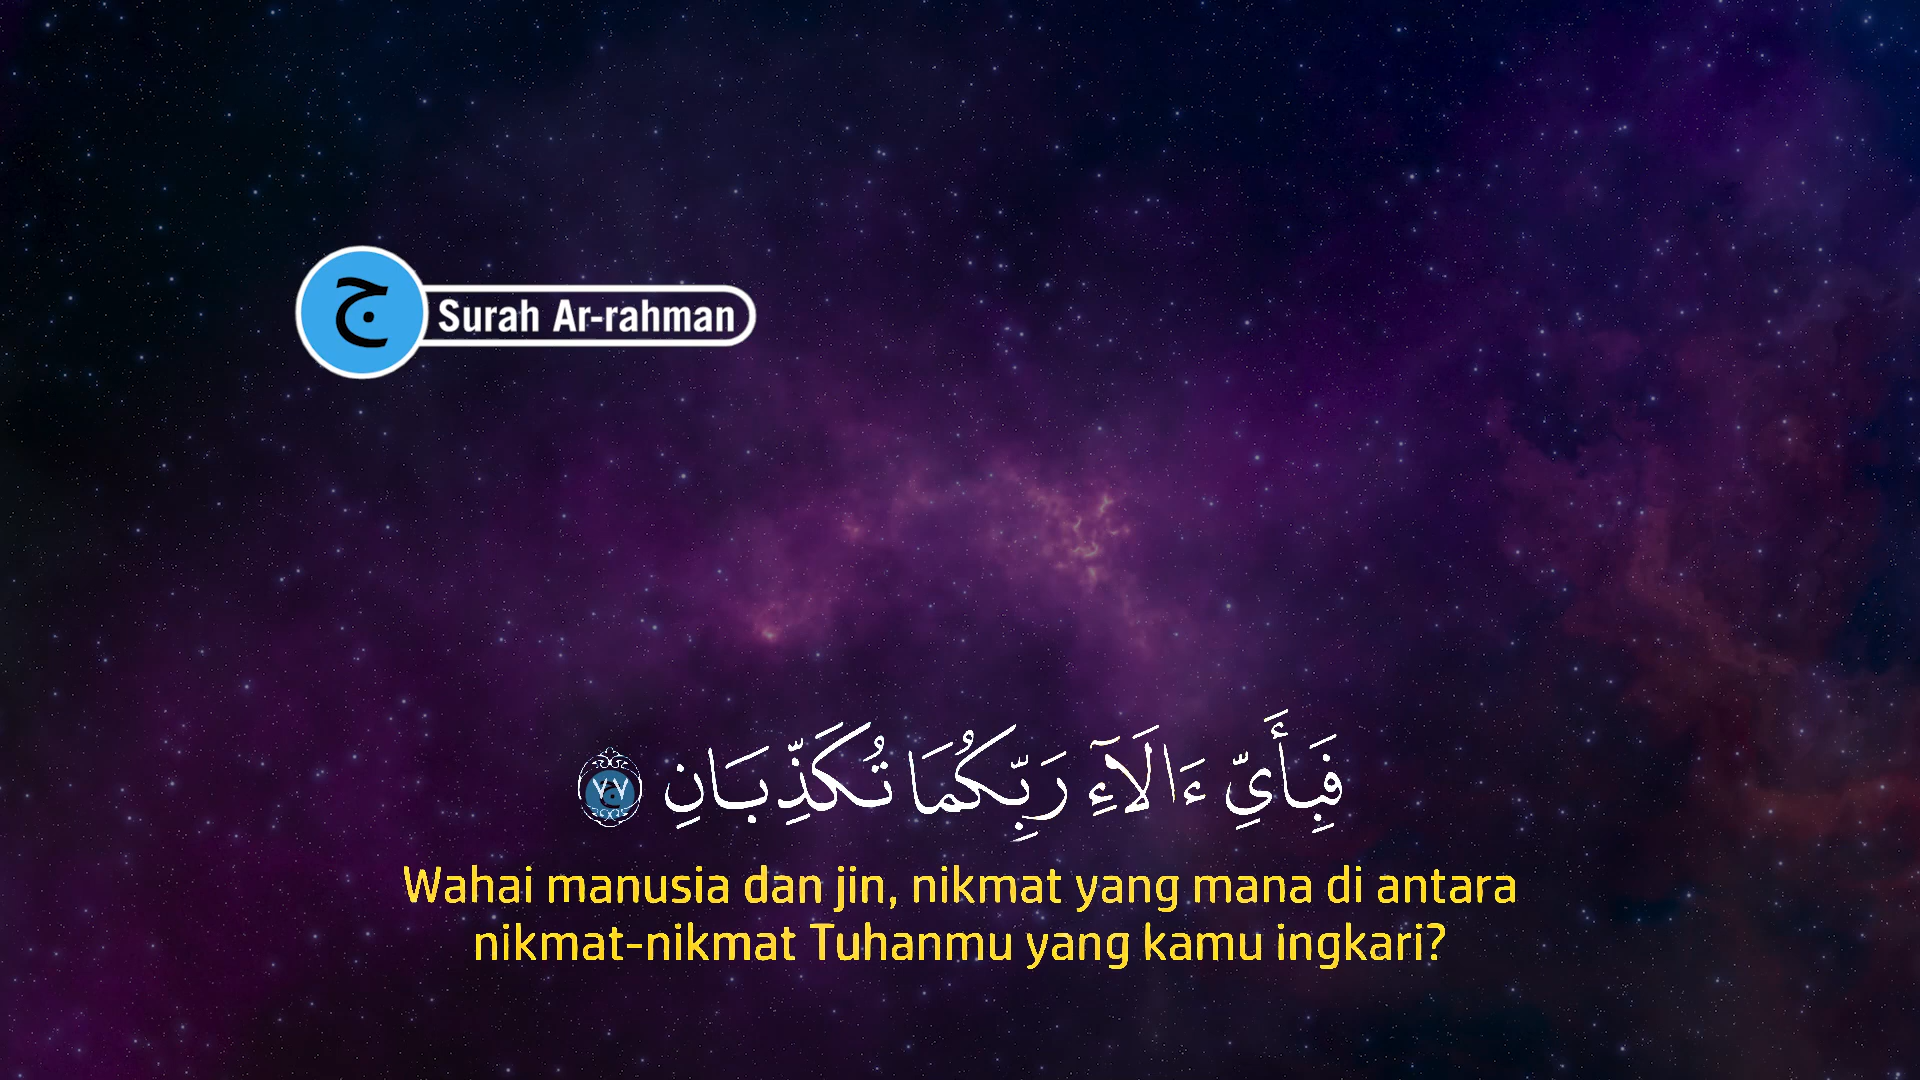 ج
Surah Ar-rahman
فَبِأَيِّ ءَالَآءِ رَبِّكُمَا تُكَذِّبَانِ ٧٧
Wahai manusia dan jin, nikmat yang mana di antara
nikmat-nikmat Tuhanmu yang kamu ingkari?